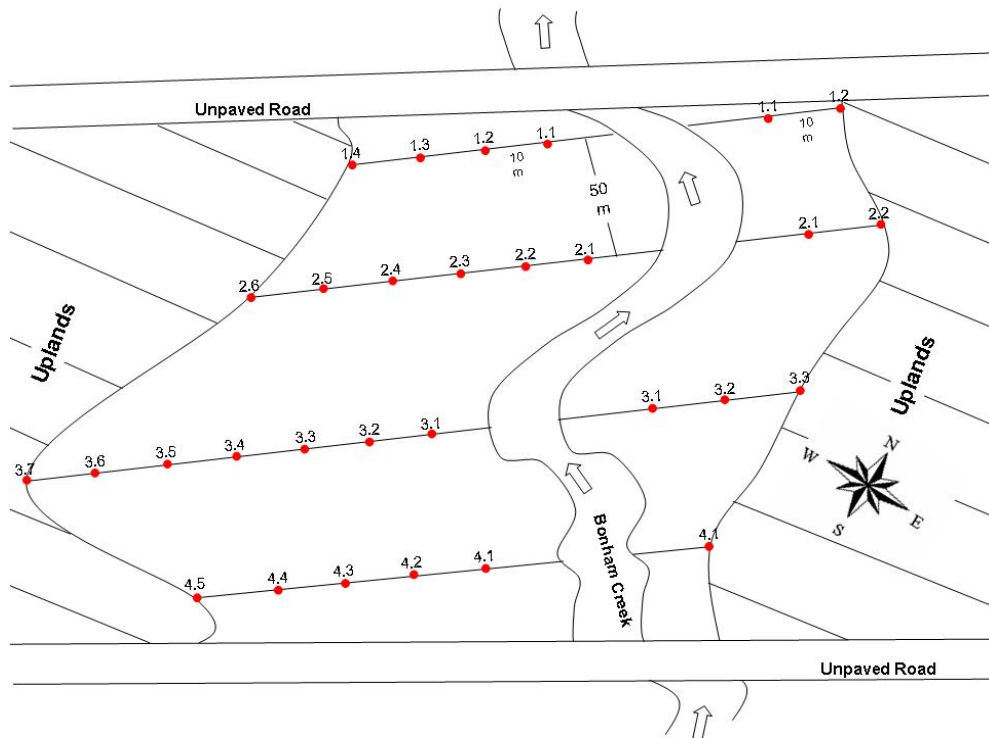 Unpaved Road
1.4
1.3
1.2
1.1
10
m
50
m
1.1
1.2
10
m
2.6
2.5
2.4
2.3
2.2
2.1
2.1
2.2
Uplands
Uplands
3.7
3.6
3.5
3.4
3.3
3.2
3.1
3.1
3.2
3.3
N
W
E
S
Bonham Creek
4.5
4.4
4.3
4.2
4.1
4.1
Unpaved Road